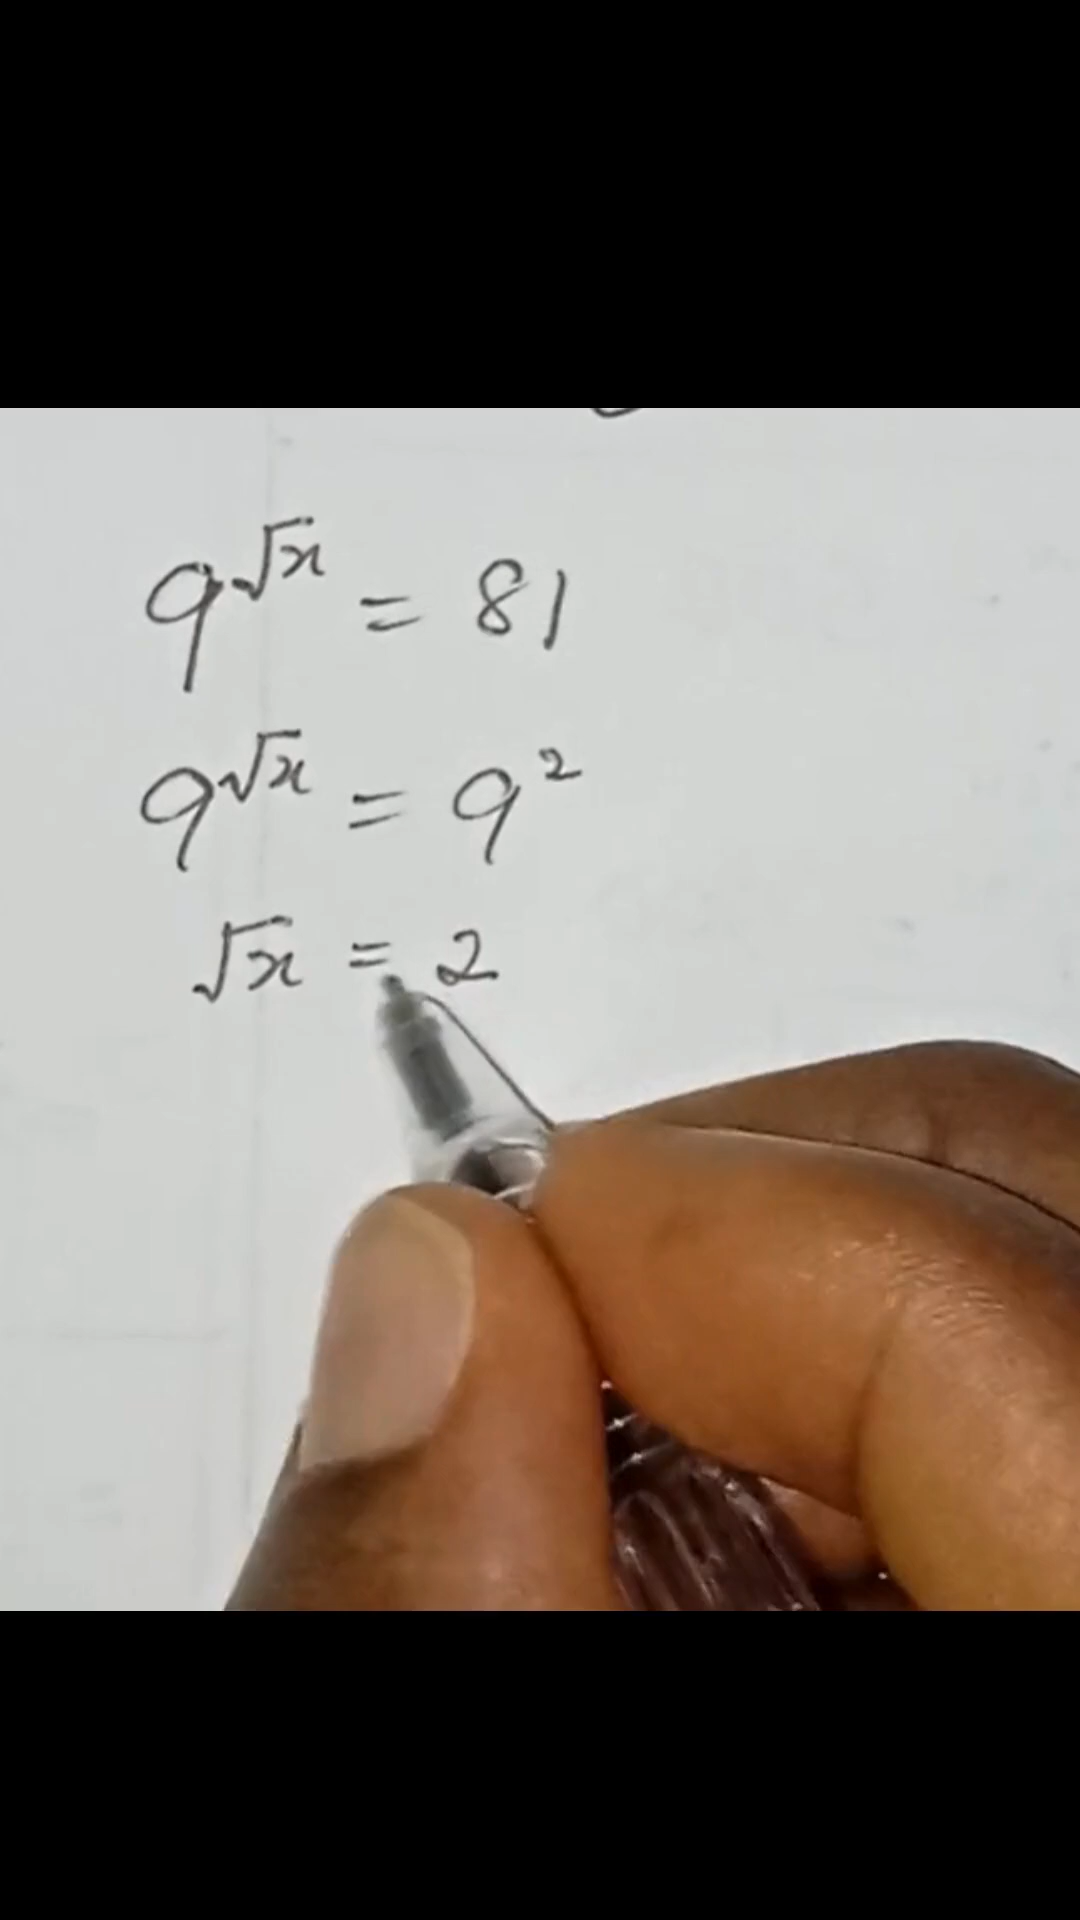 9^√x = 81
9^√x = 9^2
√x = 2